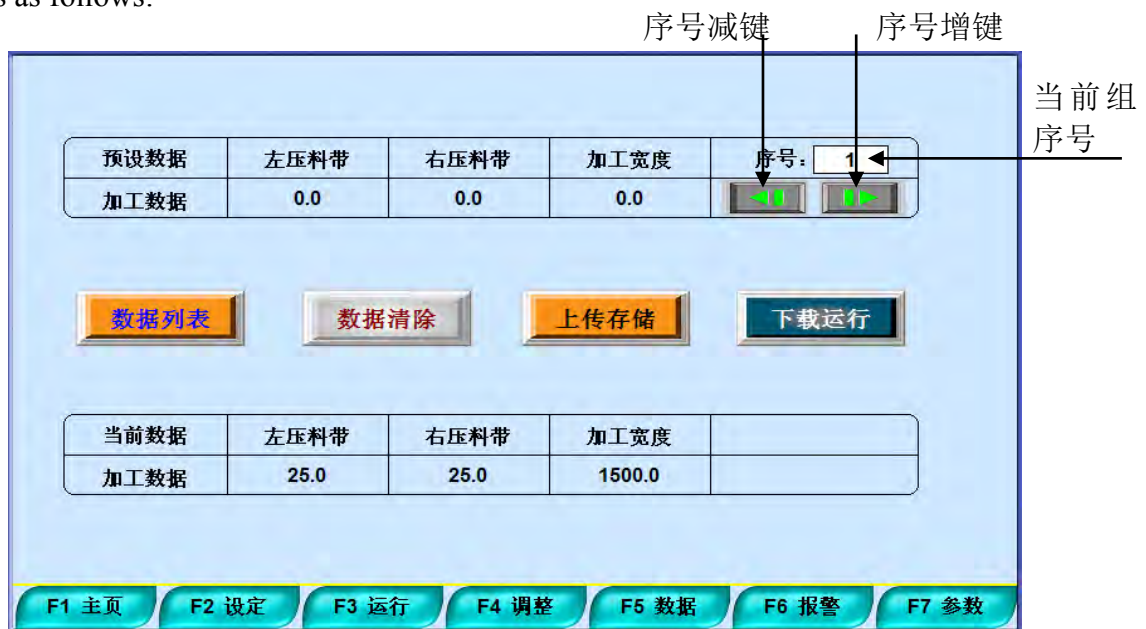 s as follows:
序号减键 序号增键
当前组
序号
预设数据 左压料带 右压料带 加工宽度 序号: 1
加工数据 0.0 0.0 0.0
数据列表 数据清除 上传存储 下载运行
当前数据 左压料带 右压料带 加工宽度
加工数据 25.0 25.0 1500.0
F1 主页 F2 设定 F3 运行 F4 调整 F5 数据 F6 报警 F7 参数